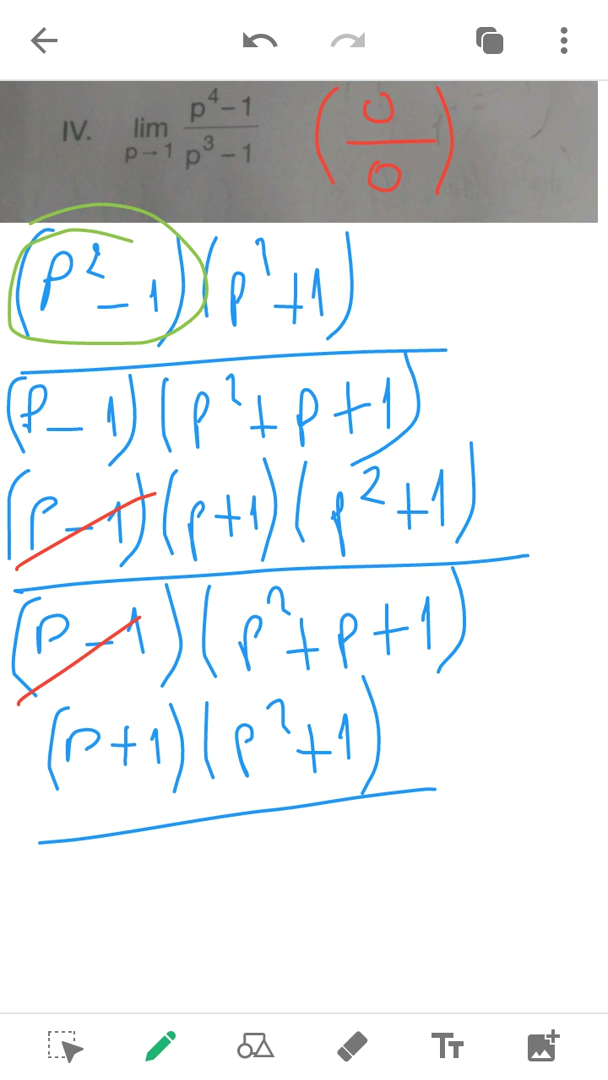 IV. lim p→1 p⁴-1 / p³-1 (0/0)
(p²-1)(p²+1)
(p-1)(p²+p+1)
(p-1)(p+1)(p²+1)
(p-1)(p²+p+1)
(p+1)(p²+1)
TT